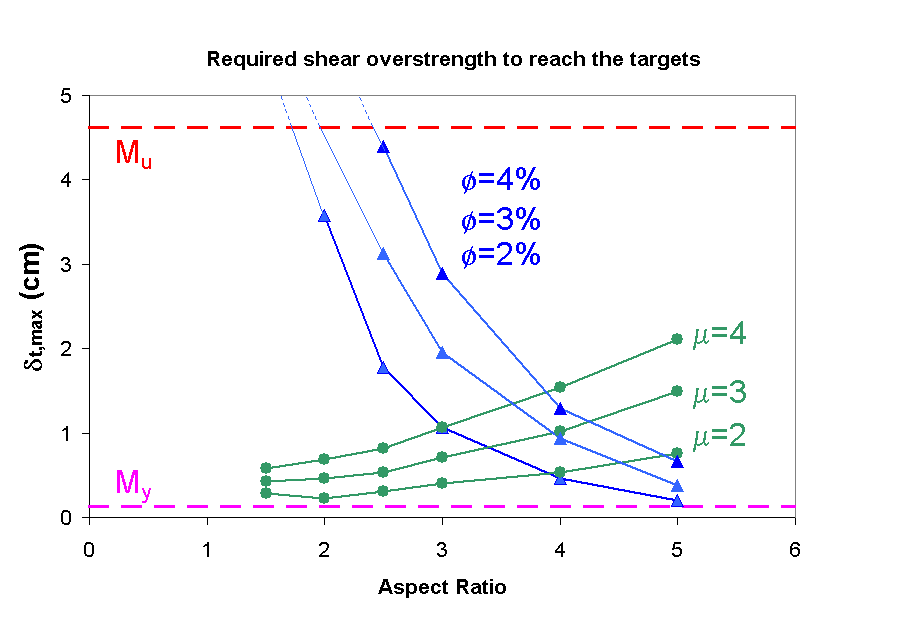 Required shear overstrength to reach the targets
5
Mu
4
ø=4%
ø=3%
ø=2%
3
δt,max (cm)
2
μ=4
μ=3
1
μ=2
My
0
0 1 2 3 4 5 6
Aspect Ratio